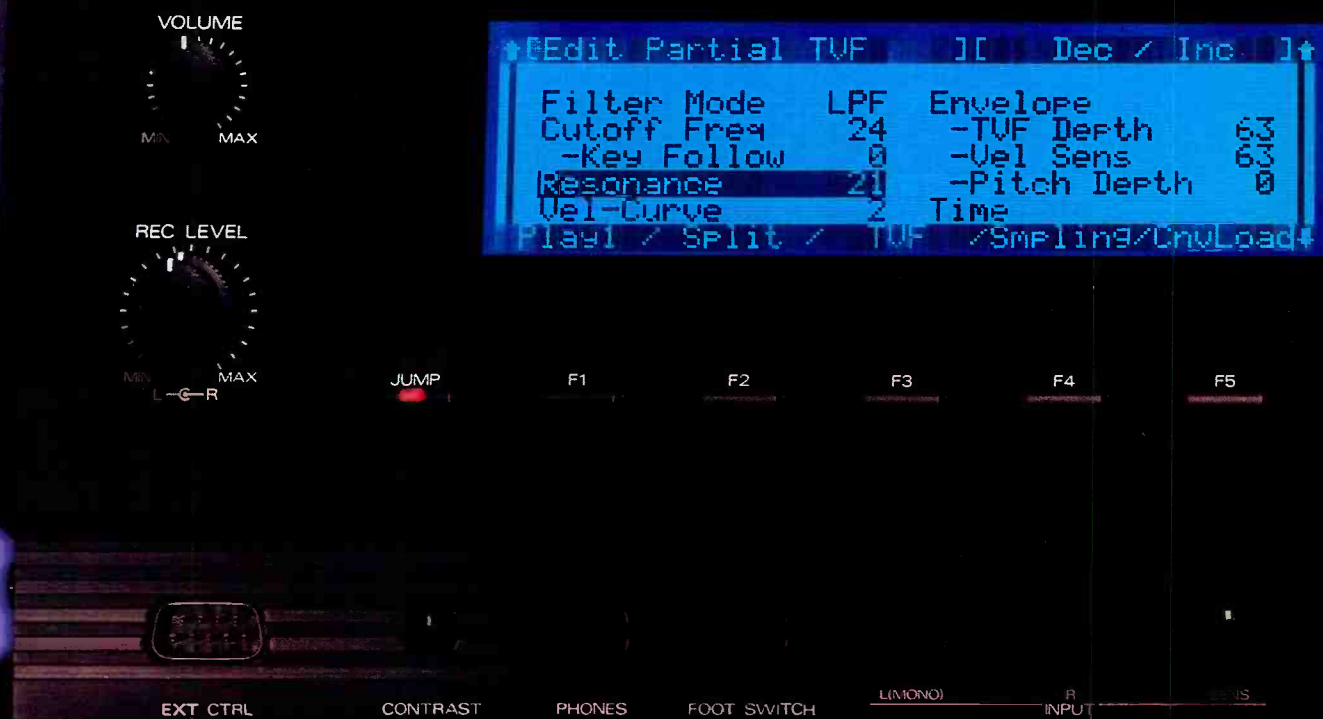 VOLUME
MIN MAX
REC LEVEL
MIN MAX
L R
Edit Partial TVF ][ Dec / Inc ]
Filter Mode LPF
Cutoff Freq 24
-Key Follow 0
Resonance 21
Vel-Curve 2
Envelope
-TVF Depth 63
-Vel Sens 63
-Pitch Depth 0
Time
Play1 / Split / TVF /Smpling/CnvLoad
JUMP F1 F2 F3 F4 F5
EXT CTRL CONTRAST PHONES FOOT SWITCH
L(MONO) R
INPUT